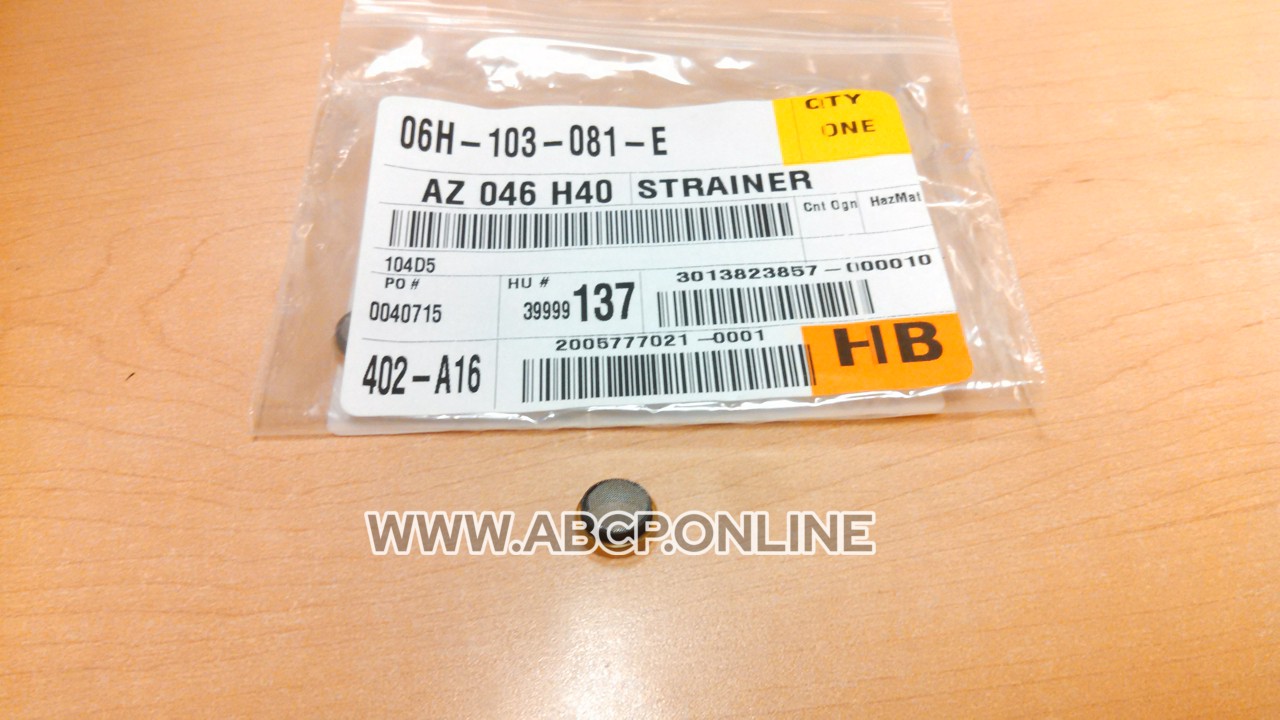 06H-103-081-E
QTY
ONE
AZ 046 H40 STRAINER
Cnt Ogn HazMat
104D5
PO #
0040715
HU #
39999 137
3013823857-000010
402-A16
2005777021-0001
HB
WWW.ABCP.ONLINE